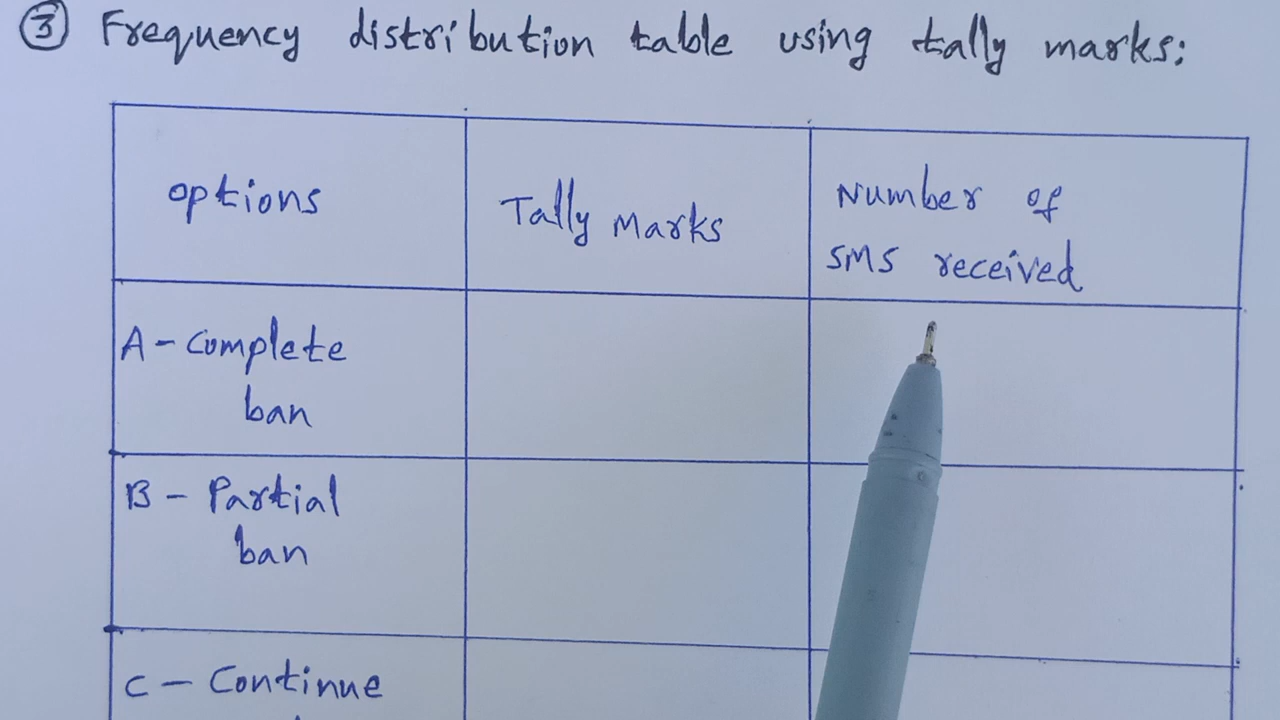 ③ Frequency distribution table using tally marks:
options
Tally Marks
Number of
SMS received
A - Complete
ban
B - Partial
ban
C - Continue